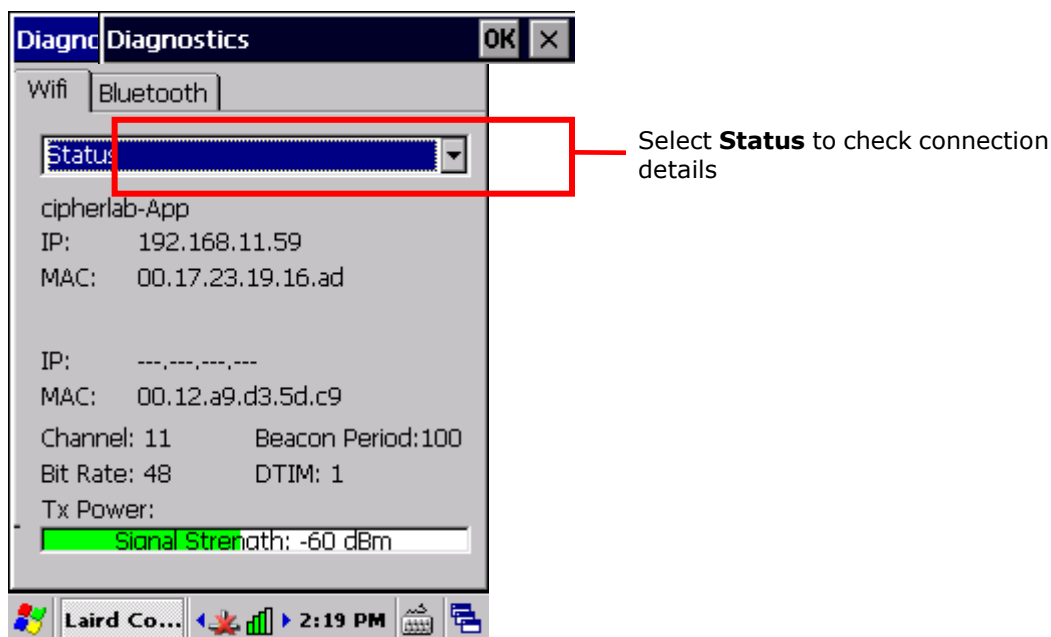 Diagnc Diagnostics OK ×
Wifi Bluetooth
Status
Select Status to check connection
details
cipherlab-App
IP: 192.168.11.59
MAC: 00.17.23.19.16.ad
IP: ---.---.---.---
MAC: 00.12.a9.d3.5d.c9
Channel: 11 Beacon Period:100
Bit Rate: 48 DTIM: 1
Tx Power:
Signal Strength: -60 dBm
Laird Co... 2:19 PM